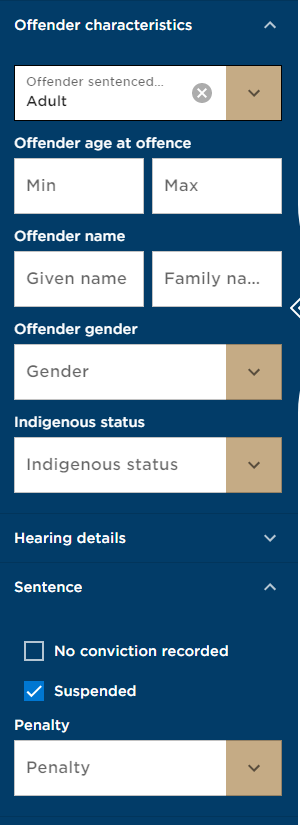 Offender characteristics
Offender sentenced...
Adult
Offender age at offence
Min Max
Offender name
Given name Family na...
Offender gender
Gender
Indigenous status
Indigenous status
Hearing details
Sentence
No conviction recorded
Suspended
Penalty
Penalty